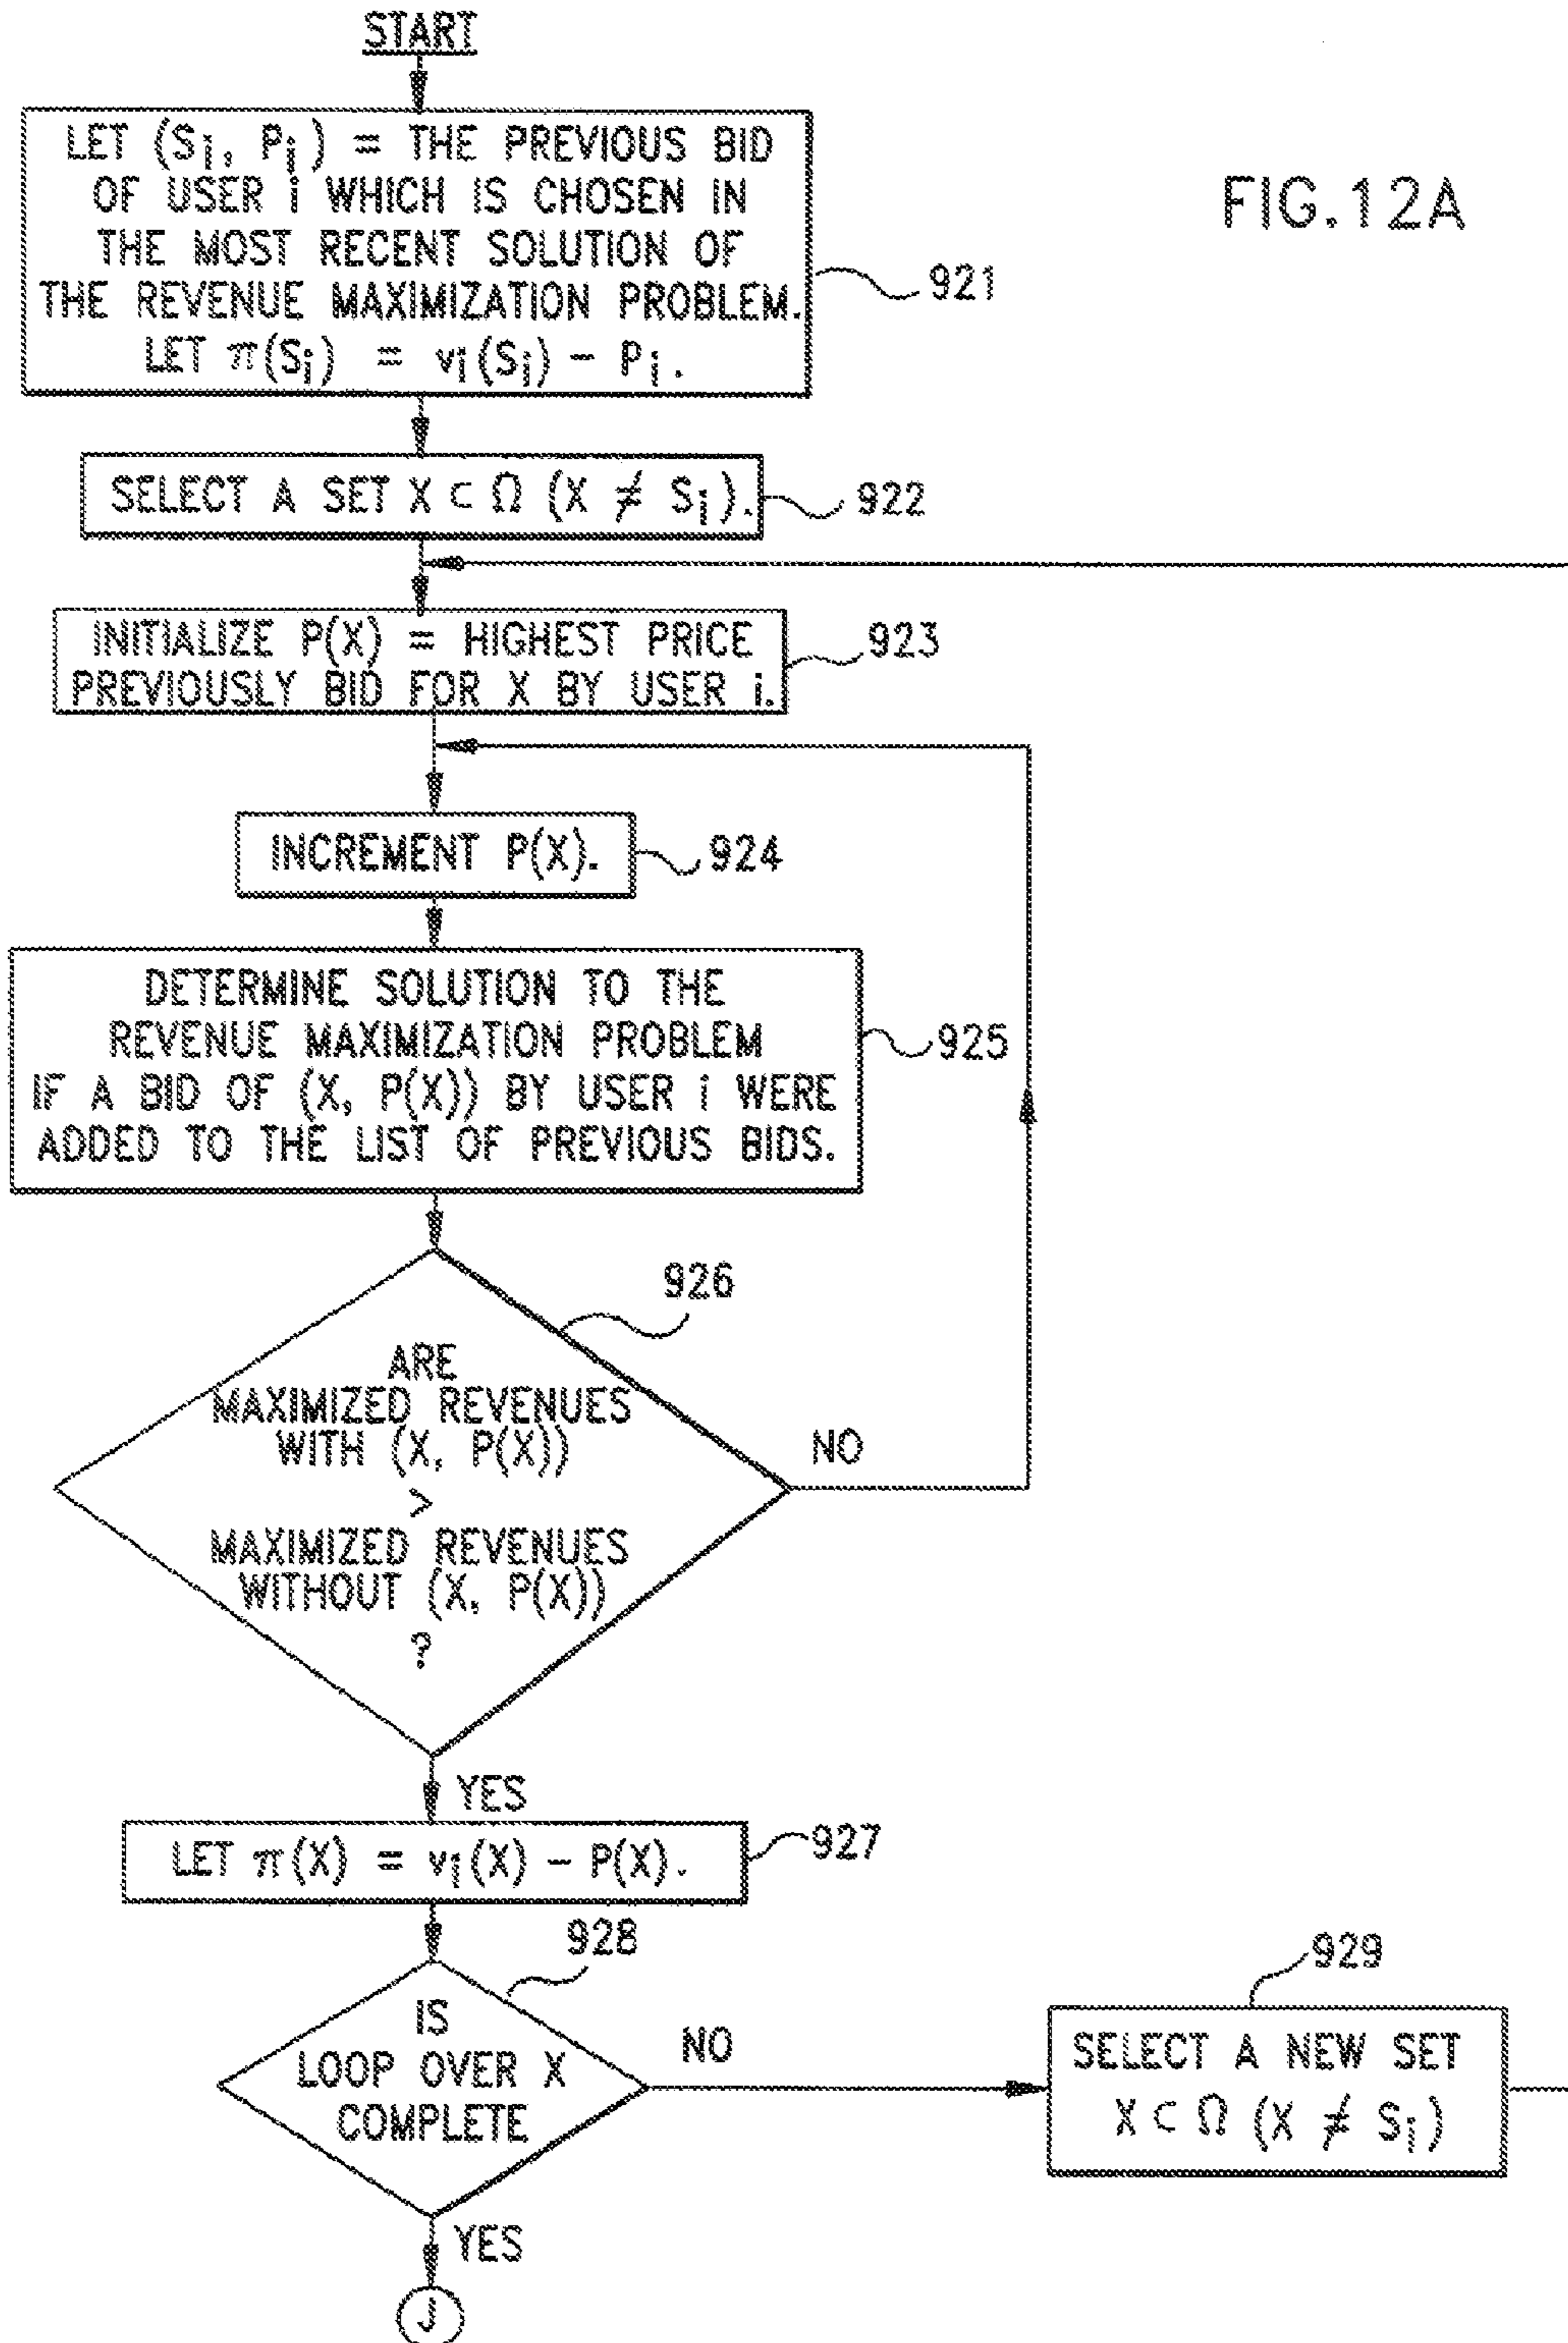 START
FIG.12A
LET (Si, Pi) = THE PREVIOUS BID
OF USER i WHICH IS CHOSEN IN
THE MOST RECENT SOLUTION OF
THE REVENUE MAXIMIZATION PROBLEM.
LET π(Si) = vi(Si) - Pi.
921
SELECT A SET X ⊂ Ω (X ≠ Si).
922
INITIALIZE P(X) = HIGHEST PRICE
PREVIOUSLY BID FOR X BY USER i.
923
INCREMENT P(X).
924
DETERMINE SOLUTION TO THE
REVENUE MAXIMIZATION PROBLEM
IF A BID OF (X, P(X)) BY USER i WERE
ADDED TO THE LIST OF PREVIOUS BIDS.
925
926
ARE
MAXIMIZED REVENUES
WITH (X, P(X))
>
MAXIMIZED REVENUES
WITHOUT (X, P(X))
?
NO
YES
LET π(X) = vi(X) - P(X).
927
928
IS
LOOP OVER X
COMPLETE
NO
929
SELECT A NEW SET
X ⊂ Ω (X ≠ Si)
YES
J